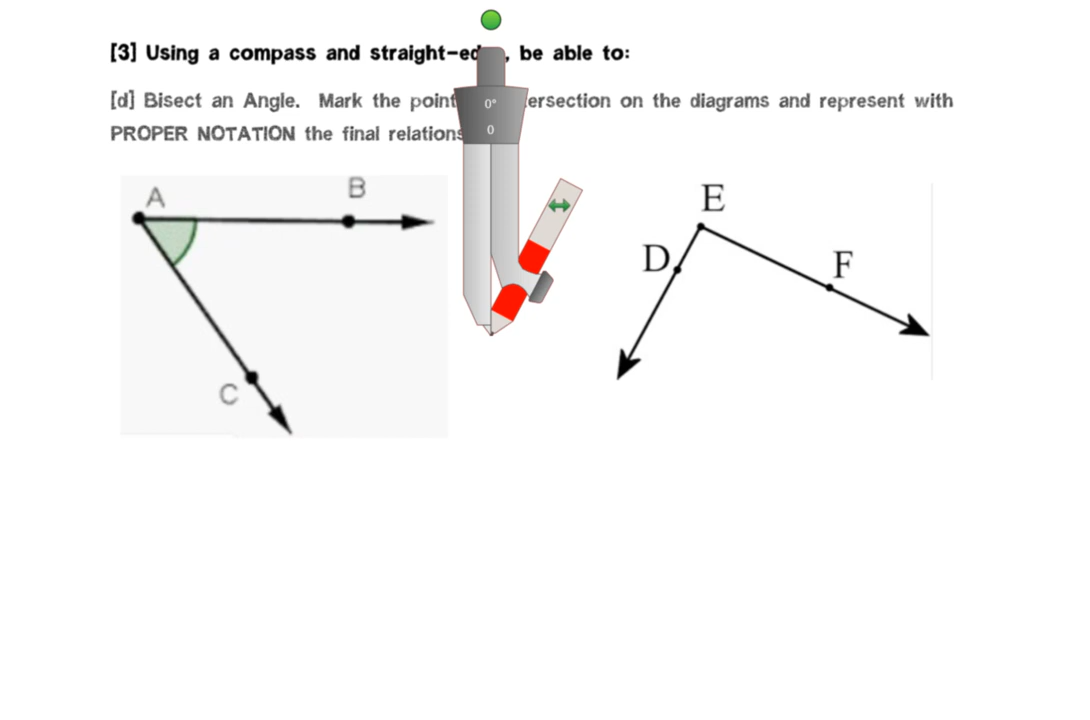 [3] Using a compass and straight-ed , be able to:
[d] Bisect an Angle. Mark the point ersection on the diagrams and represent with
PROPER NOTATION the final relations
0°
0
A
B
C
E
D
F